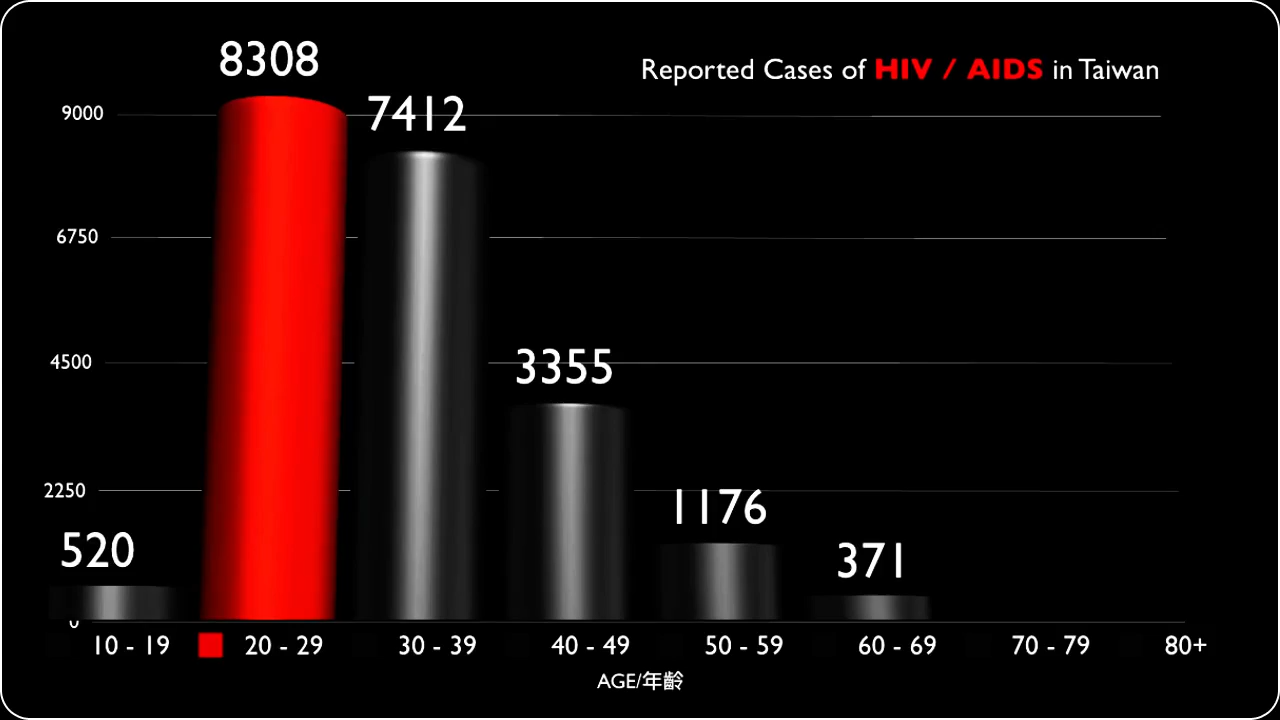 8308
Reported Cases of HIV / AIDS in Taiwan
7412
9000
6750
4500
3355
2250
1176
520
371
0
10 - 19
20 - 29
30 - 39
40 - 49
50 - 59
60 - 69
70 - 79
80+
AGE/年齡